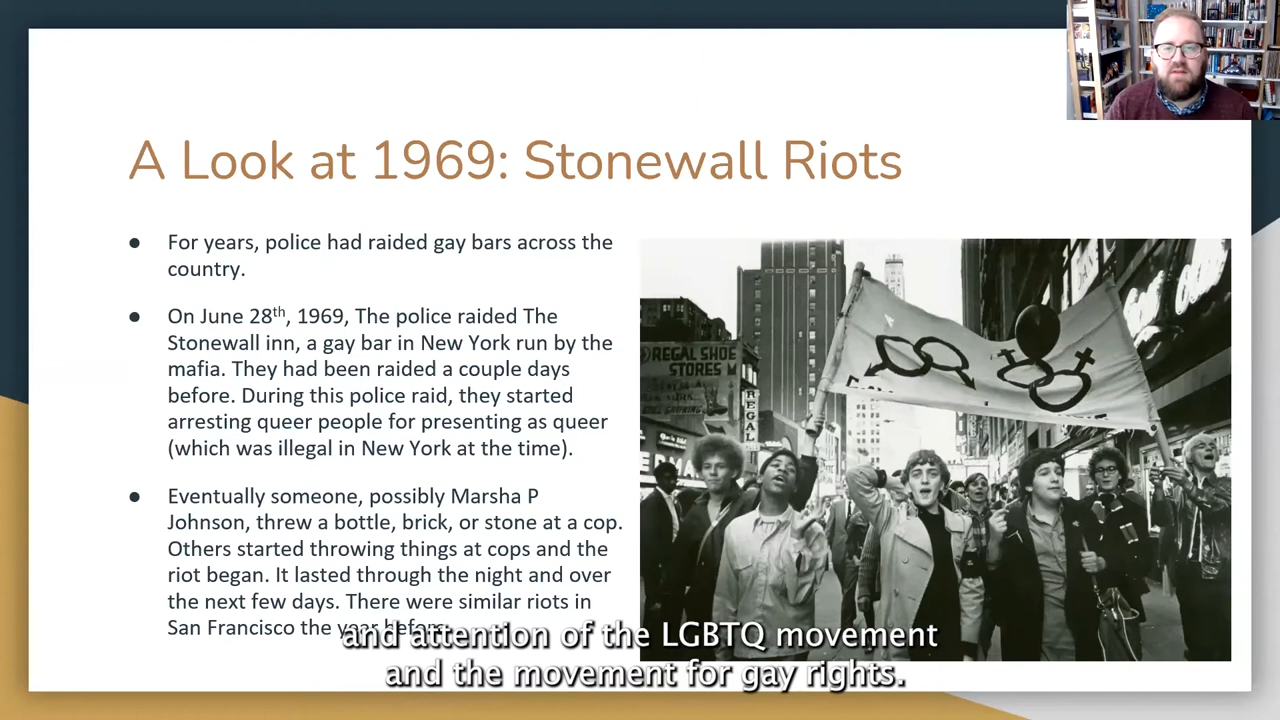 A Look at 1969: Stonewall Riots
● For years, police had raided gay bars across the
country.
● On June 28th, 1969, The police raided The
Stonewall inn, a gay bar in New York run by the
mafia. They had been raided a couple days
before. During this police raid, they started
arresting queer people for presenting as queer
(which was illegal in New York at the time).
● Eventually someone, possibly Marsha P
Johnson, threw a bottle, brick, or stone at a cop.
Others started throwing things at cops and the
riot began. It lasted through the night and over
the next few days. There were similar riots in
San Francisco the year before.
REGAL SHOE
STORES
REGAL
and attention of the LGBTQ movement
and the movement for gay rights.